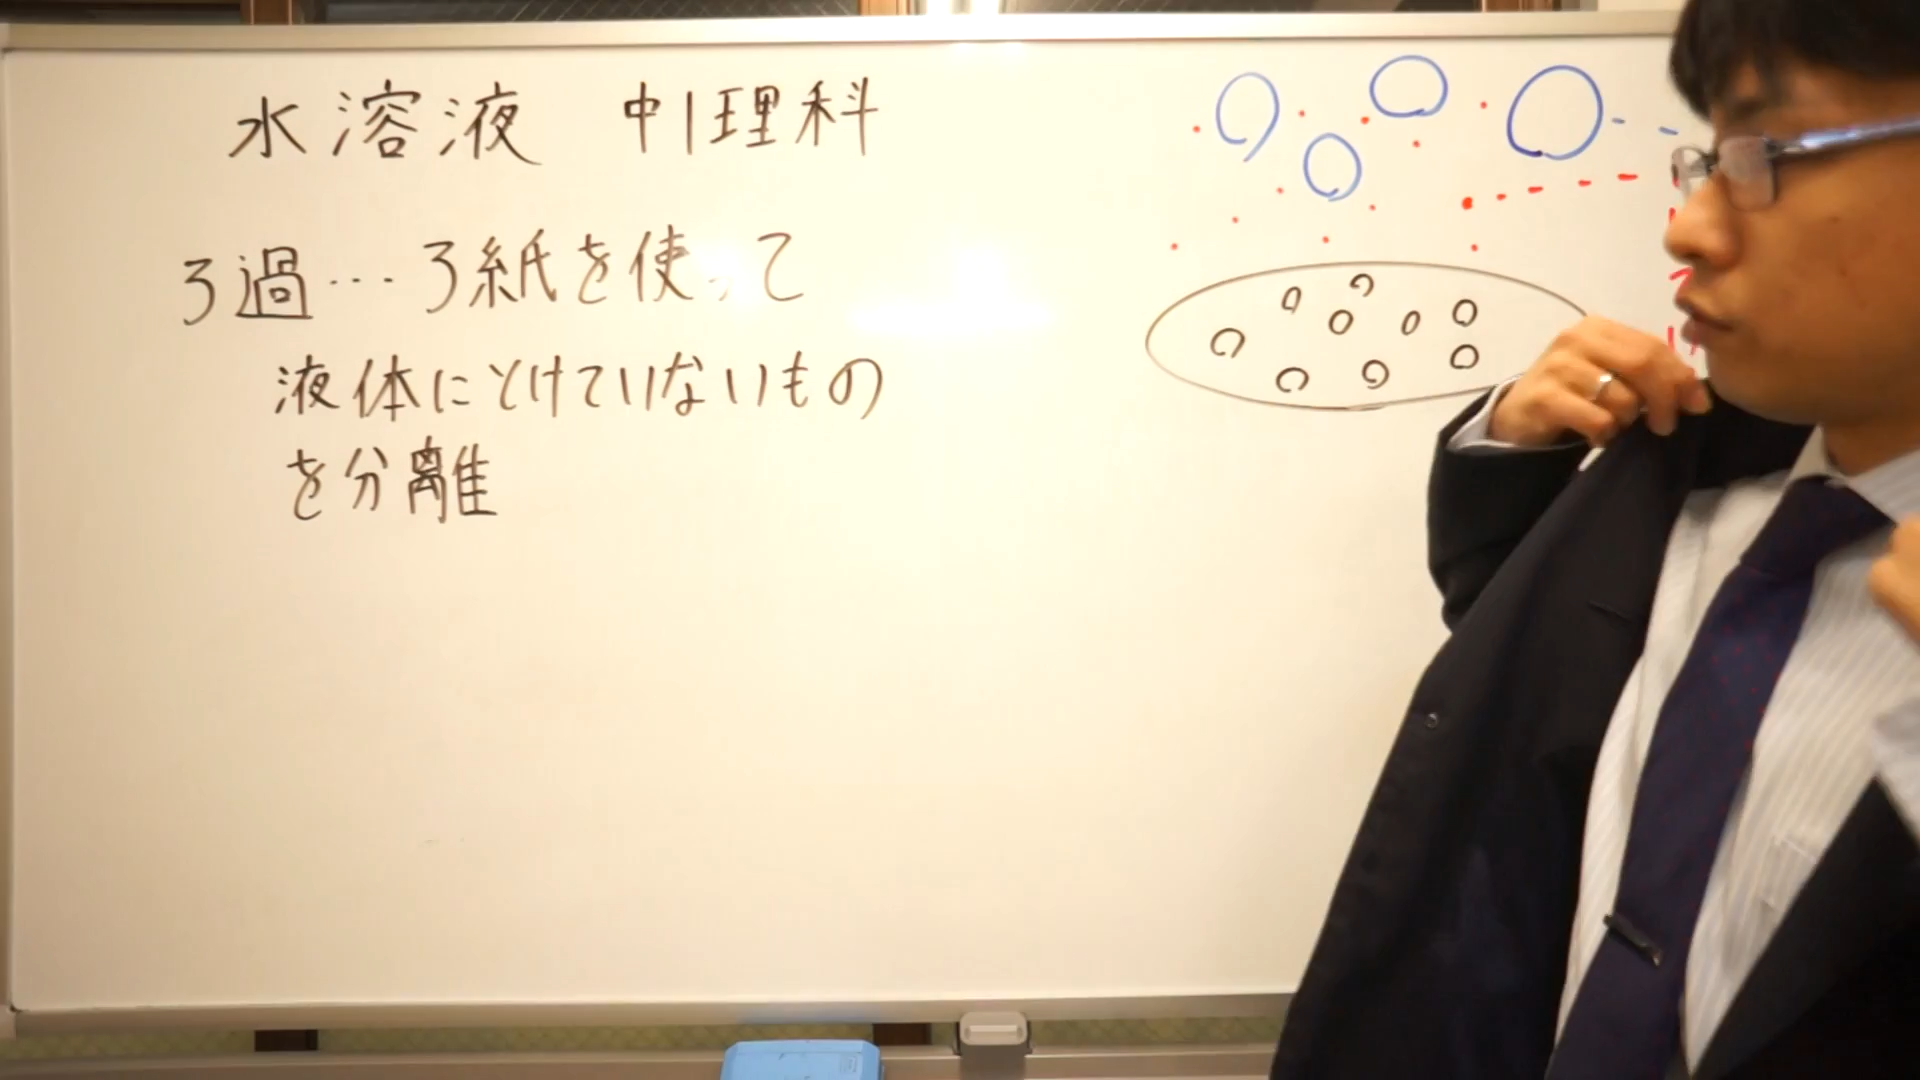 水溶液 中1理科
ろ過…ろ紙を使って
液体にとけていないもの
を分離